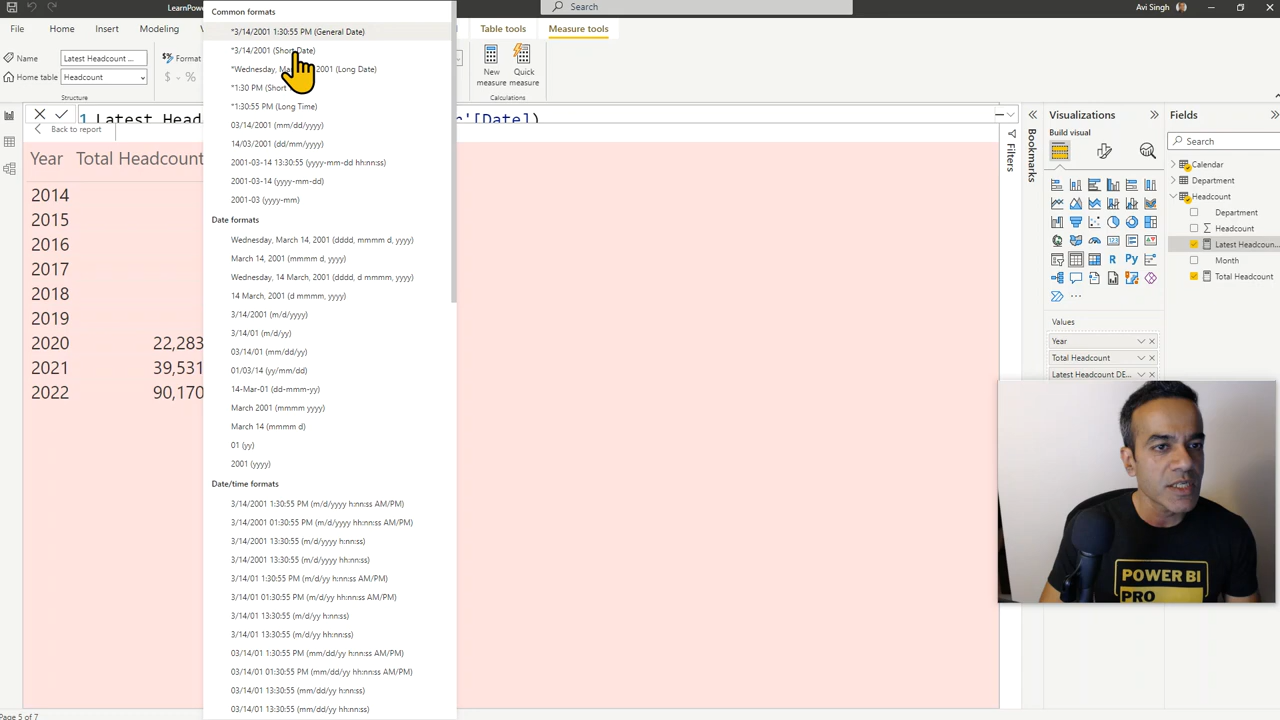 LearnPow
Search
Avi Singh
File
Home
Insert
Modeling
Table tools
Measure tools
Name
Latest Headcount ...
Format
Home table
Headcount
$ %
Structure
New measure
Quick measure
Calculations
1 Latest Head
n'[Date])
Back to report
Common formats
*3/14/2001 1:30:55 PM (General Date)
*3/14/2001 (Short Date)
*Wednesday, Ma 2001 (Long Date)
*1:30 PM (Short
*1:30:55 PM (Long Time)
03/14/2001 (mm/dd/yyyy)
14/03/2001 (dd/mm/yyyy)
2001-03-14 13:30:55 (yyyy-mm-dd hh:nn:ss)
2001-03-14 (yyyy-mm-dd)
2001-03 (yyyy-mm)
Date formats
Wednesday, March 14, 2001 (dddd, mmmm d, yyyy)
March 14, 2001 (mmmm d, yyyy)
Wednesday, 14 March, 2001 (dddd, d mmmm, yyyy)
14 March, 2001 (d mmmm, yyyy)
3/14/2001 (m/d/yyyy)
3/14/01 (m/d/yy)
03/14/01 (mm/dd/yy)
01/03/14 (yy/mm/dd)
14-Mar-01 (dd-mmm-yy)
March 2001 (mmmm yyyy)
March 14 (mmmm d)
01 (yy)
2001 (yyyy)
Date/time formats
3/14/2001 1:30:55 PM (m/d/yyyy h:nn:ss AM/PM)
3/14/2001 01:30:55 PM (m/d/yyyy hh:nn:ss AM/PM)
3/14/2001 13:30:55 (m/d/yyyy h:nn:ss)
3/14/2001 13:30:55 (m/d/yyyy hh:nn:ss)
3/14/01 1:30:55 PM (m/d/yy h:nn:ss AM/PM)
3/14/01 01:30:55 PM (m/d/yy hh:nn:ss AM/PM)
3/14/01 13:30:55 (m/d/yy h:nn:ss)
3/14/01 13:30:55 (m/d/yy hh:nn:ss)
03/14/01 1:30:55 PM (mm/dd/yy h:nn:ss AM/PM)
03/14/01 01:30:55 PM (mm/dd/yy hh:nn:ss AM/PM)
03/14/01 13:30:55 (mm/dd/yy h:nn:ss)
03/14/01 13:30:55 (mm/dd/yy hh:nn:ss)
Year Total Headcount
2014
2015
2016
2017
2018
2019
2020 22,283
2021 39,531
2022 90,170
Bookmarks
Filters
Visualizations
Build visual
R Py
...
Values
Year
Total Headcount
Latest Headcount DE...
Fields
Search
Calendar
Department
Headcount
Department
Headcount
Latest Headcoun...
Month
Total Headcount
POWER BI
PRO
Page 5 of 7